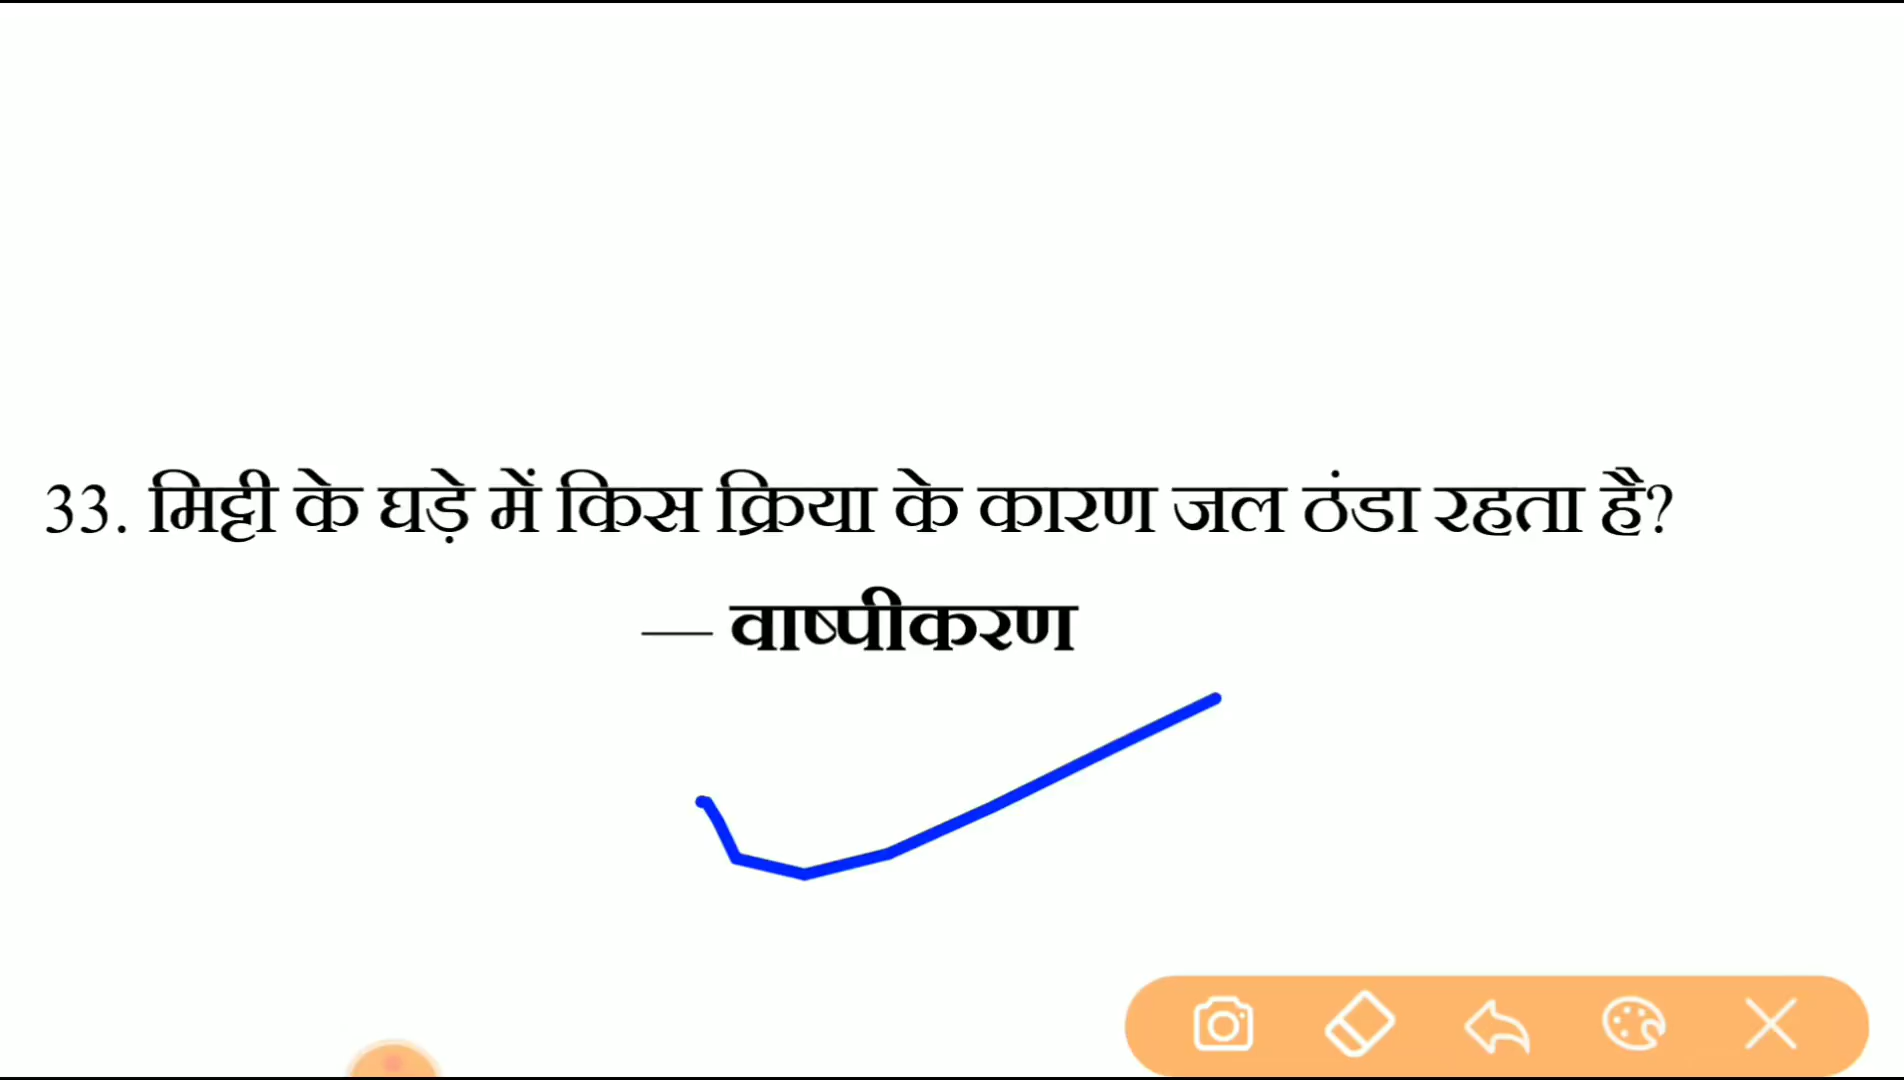 33. मिट्टी के घड़े में किस क्रिया के कारण जल ठंडा रहता है?
— वाष्पीकरण